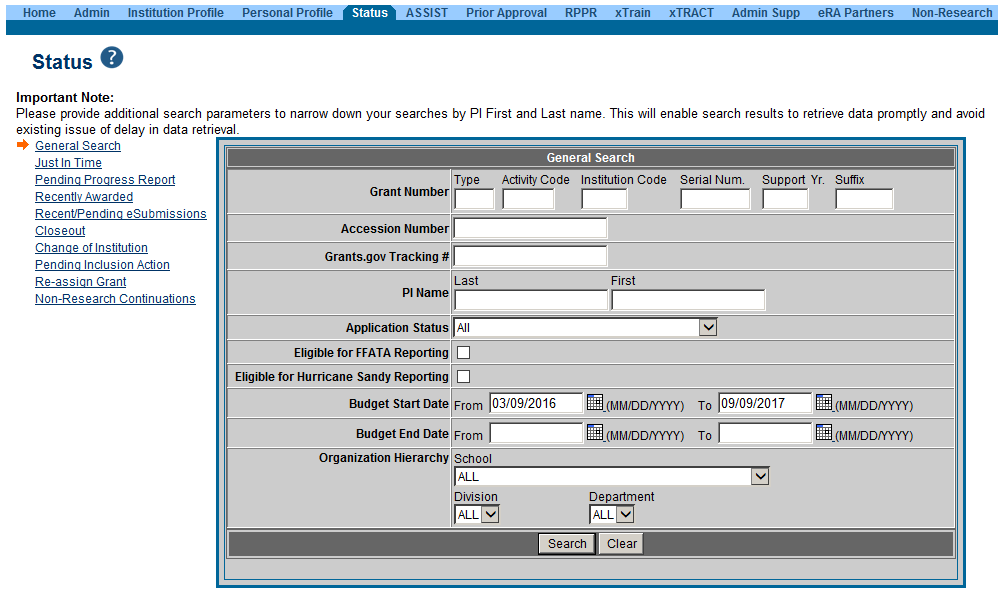 Home Admin Institution Profile Personal Profile Status ASSIST Prior Approval RPPR xTrain xTRACT Admin Supp eRA Partners Non-Research
Status ?
Important Note:
Please provide additional search parameters to narrow down your searches by PI First and Last name. This will enable search results to retrieve data promptly and avoid
existing issue of delay in data retrieval.
General Search
Just In Time
Pending Progress Report
Recently Awarded
Recent/Pending eSubmissions
Closeout
Change of Institution
Pending Inclusion Action
Re-assign Grant
Non-Research Continuations
General Search
Type Activity Code Institution Code Serial Num. Support Yr. Suffix
Grant Number
Accession Number
Grants.gov Tracking #
Last First
PI Name
Application Status All
Eligible for FFATA Reporting
Eligible for Hurricane Sandy Reporting
Budget Start Date From 03/09/2016 (MM/DD/YYYY) To 09/09/2017 (MM/DD/YYYY)
Budget End Date From (MM/DD/YYYY) To (MM/DD/YYYY)
Organization Hierarchy School
ALL
Division Department
ALL ALL
Search Clear